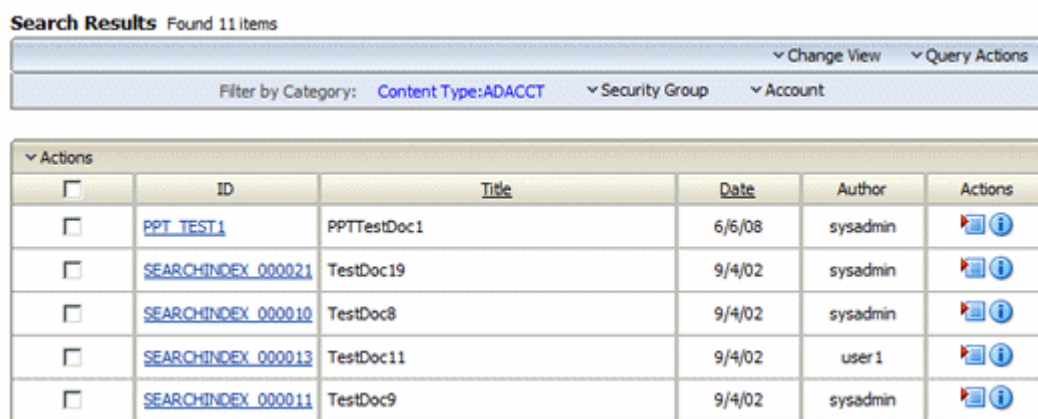 Search Results Found 11 items
Change View Query Actions
Filter by Category: Content Type:ADACCT Security Group Account
Actions
ID Title Date Author Actions
PPT_TEST1 PPTTestDoc1 6/6/08 sysadmin
SEARCHINDEX_000021 TestDoc19 9/4/02 sysadmin
SEARCHINDEX_000010 TestDoc8 9/4/02 sysadmin
SEARCHINDEX_000013 TestDoc11 9/4/02 user1
SEARCHINDEX_000011 TestDoc9 9/4/02 sysadmin